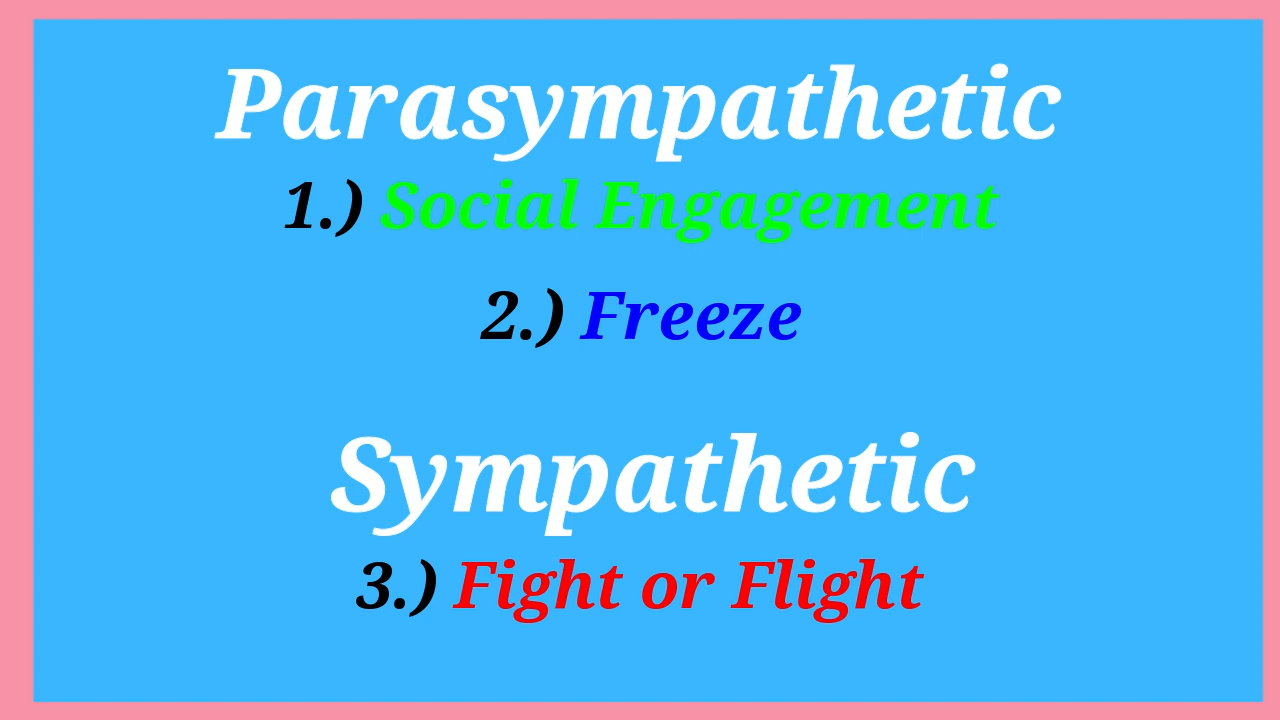 Parasympathetic
1.) Social Engagement
2.) Freeze
Sympathetic
3.) Fight or Flight